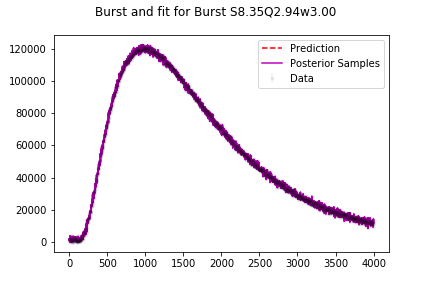 Burst and fit for Burst S8.35Q2.94w3.00
120000
100000
80000
60000
40000
20000
0
Prediction
Posterior Samples
Data
0 500 1000 1500 2000 2500 3000 3500 4000